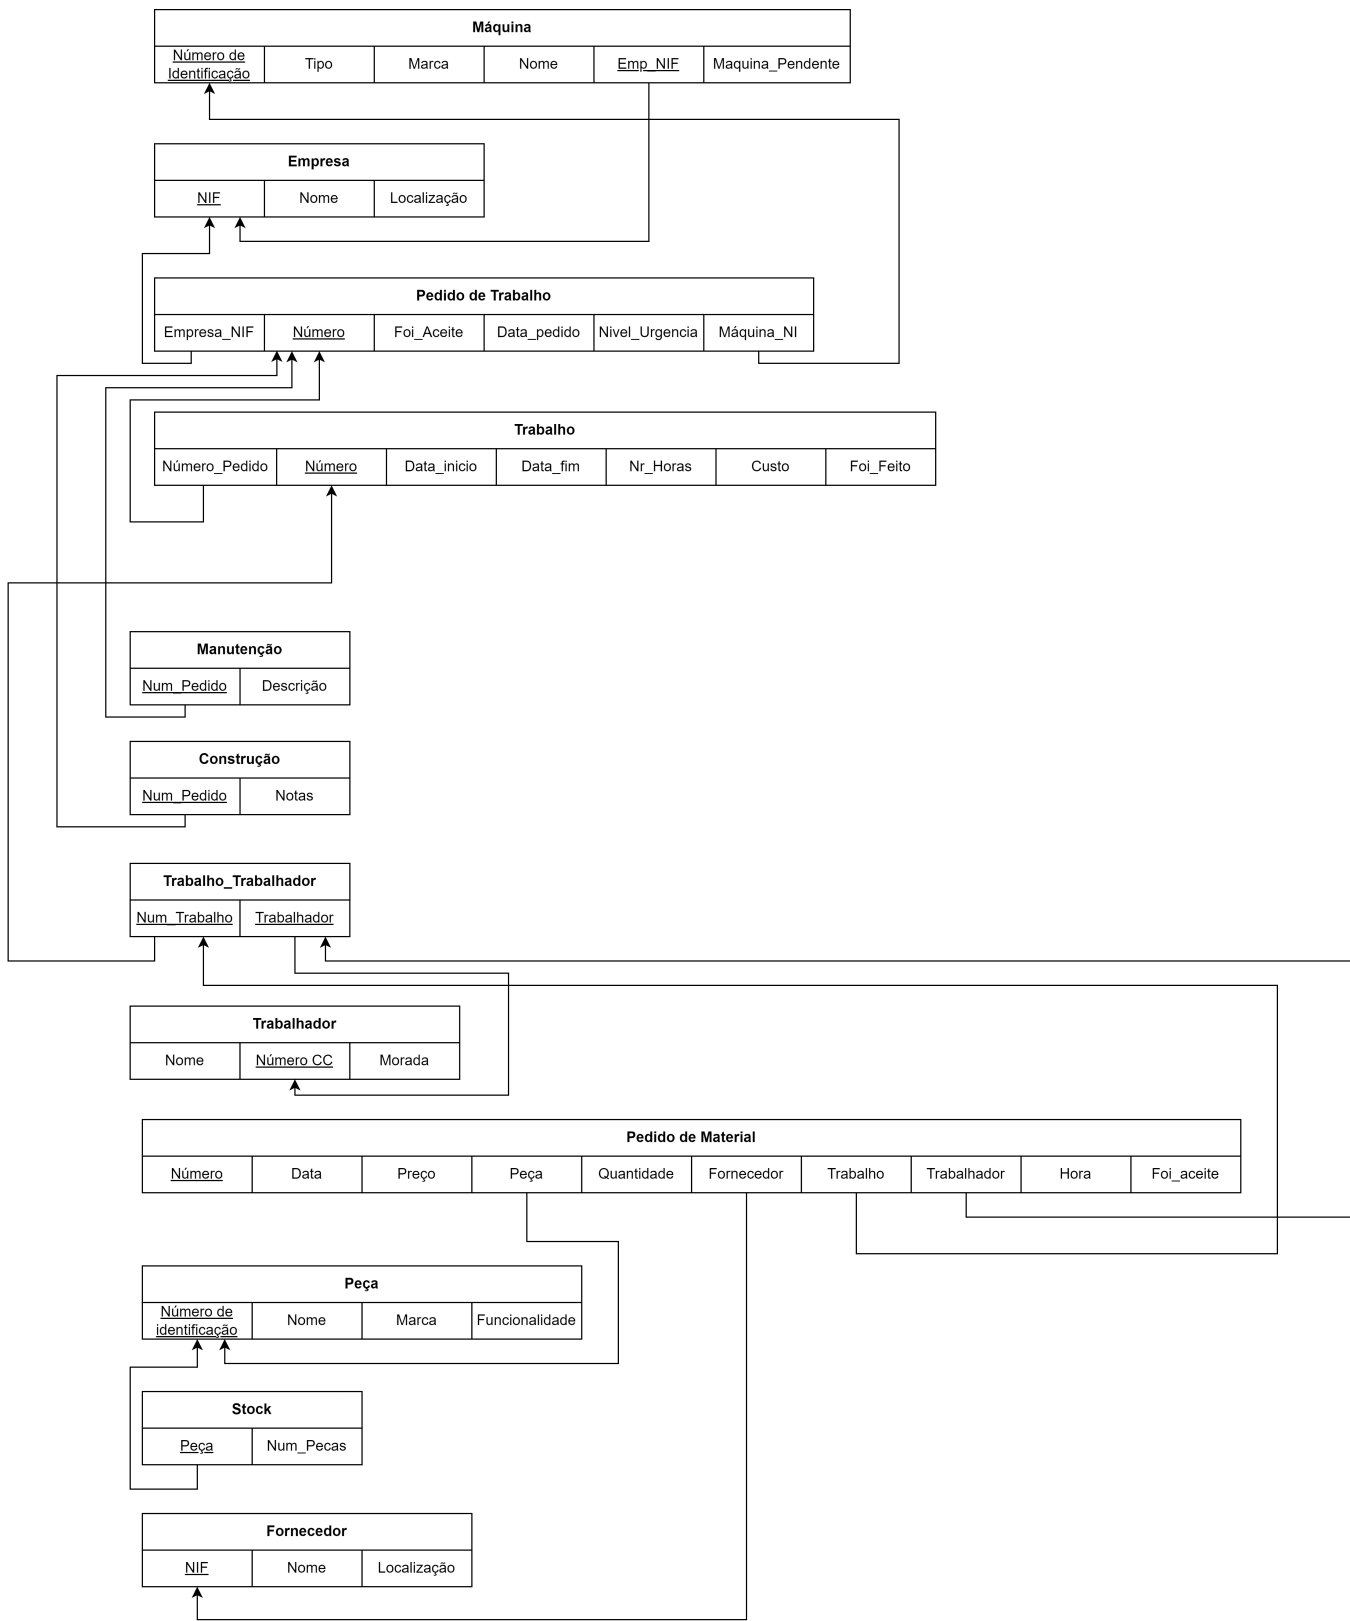 Máquina
Número de
Identificação
Tipo
Marca
Nome
Emp_NIF
Maquina_Pendente
Empresa
NIF
Nome
Localização
Pedido de Trabalho
Empresa_NIF
Número
Foi_Aceite
Data_pedido
Nivel_Urgencia
Máquina_NI
Trabalho
Número_Pedido
Número
Data_inicio
Data_fim
Nr_Horas
Custo
Foi_Feito
Manutenção
Num_Pedido
Descrição
Construção
Num_Pedido
Notas
Trabalho_Trabalhador
Num_Trabalho
Trabalhador
Trabalhador
Nome
Número CC
Morada
Pedido de Material
Número
Data
Preço
Peça
Quantidade
Fornecedor
Trabalho
Trabalhador
Hora
Foi_aceite
Peça
Número de
identificação
Nome
Marca
Funcionalidade
Stock
Peça
Num_Pecas
Fornecedor
NIF
Nome
Localização